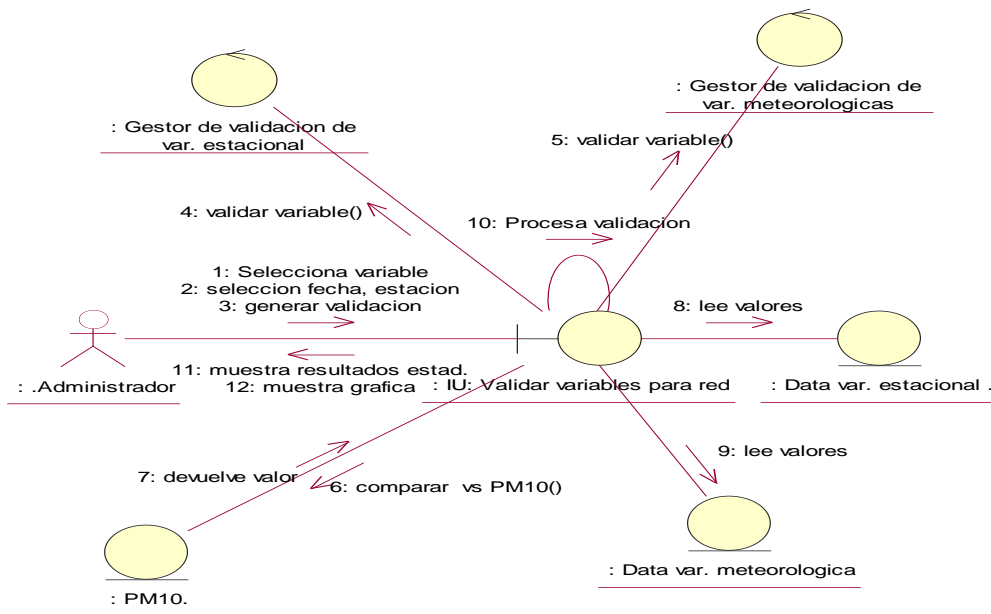 : Gestor de validacion de
var. estacional
: Gestor de validacion de
var. meteorologicas
5: validar variable()
4: validar variable()
10: Procesa validacion
1: Selecciona variable
2: seleccion fecha, estacion
3: generar validacion
8: lee valores
11: muestra resultados estad.
12: muestra grafica
: .Administrador
: IU: Validar variables para red
: Data var. estacional .
9: lee valores
7: devuelve valor
6: comparar vs PM10()
: Data var. meteorologica
: PM10.